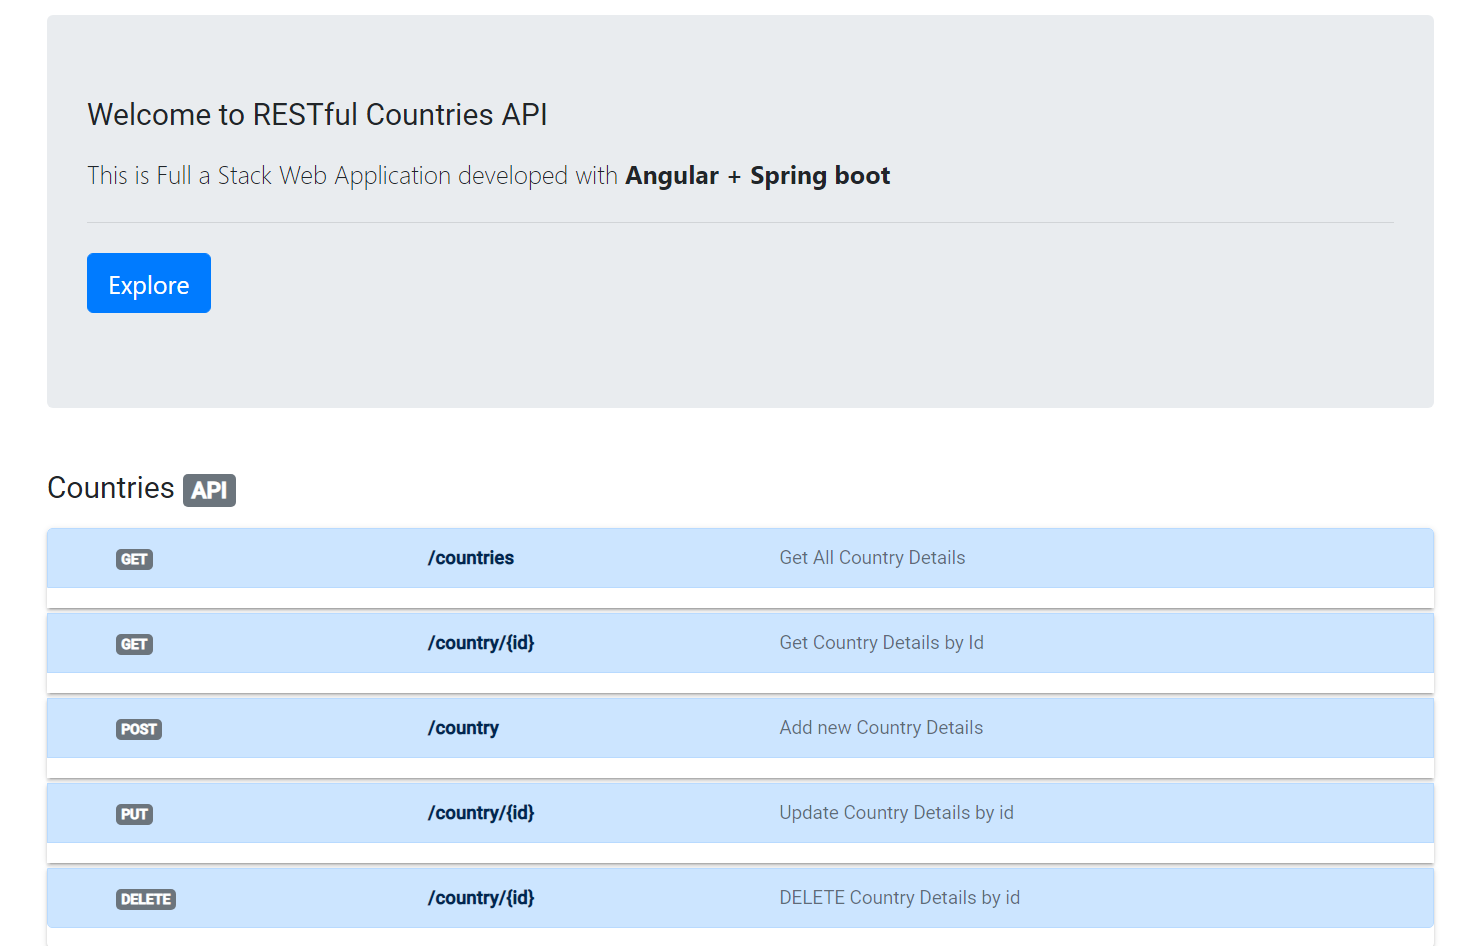 Welcome to RESTful Countries API
This is Full a Stack Web Application developed with Angular + Spring boot
Explore
Countries API
GET /countries Get All Country Details
GET /country/{id} Get Country Details by Id
POST /country Add new Country Details
PUT /country/{id} Update Country Details by id
DELETE /country/{id} DELETE Country Details by id